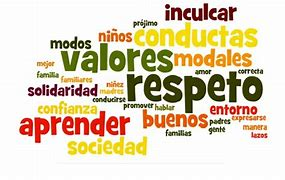 inculcar
prójimo
niños conductas
modos valores modales
mejor amor correcta
familia familiares respeto
solidaridad niñez madres
conducirse
confianza promover hablar entorno
aprender buenos padres expresarse
gente manera
sociedad familias lazos